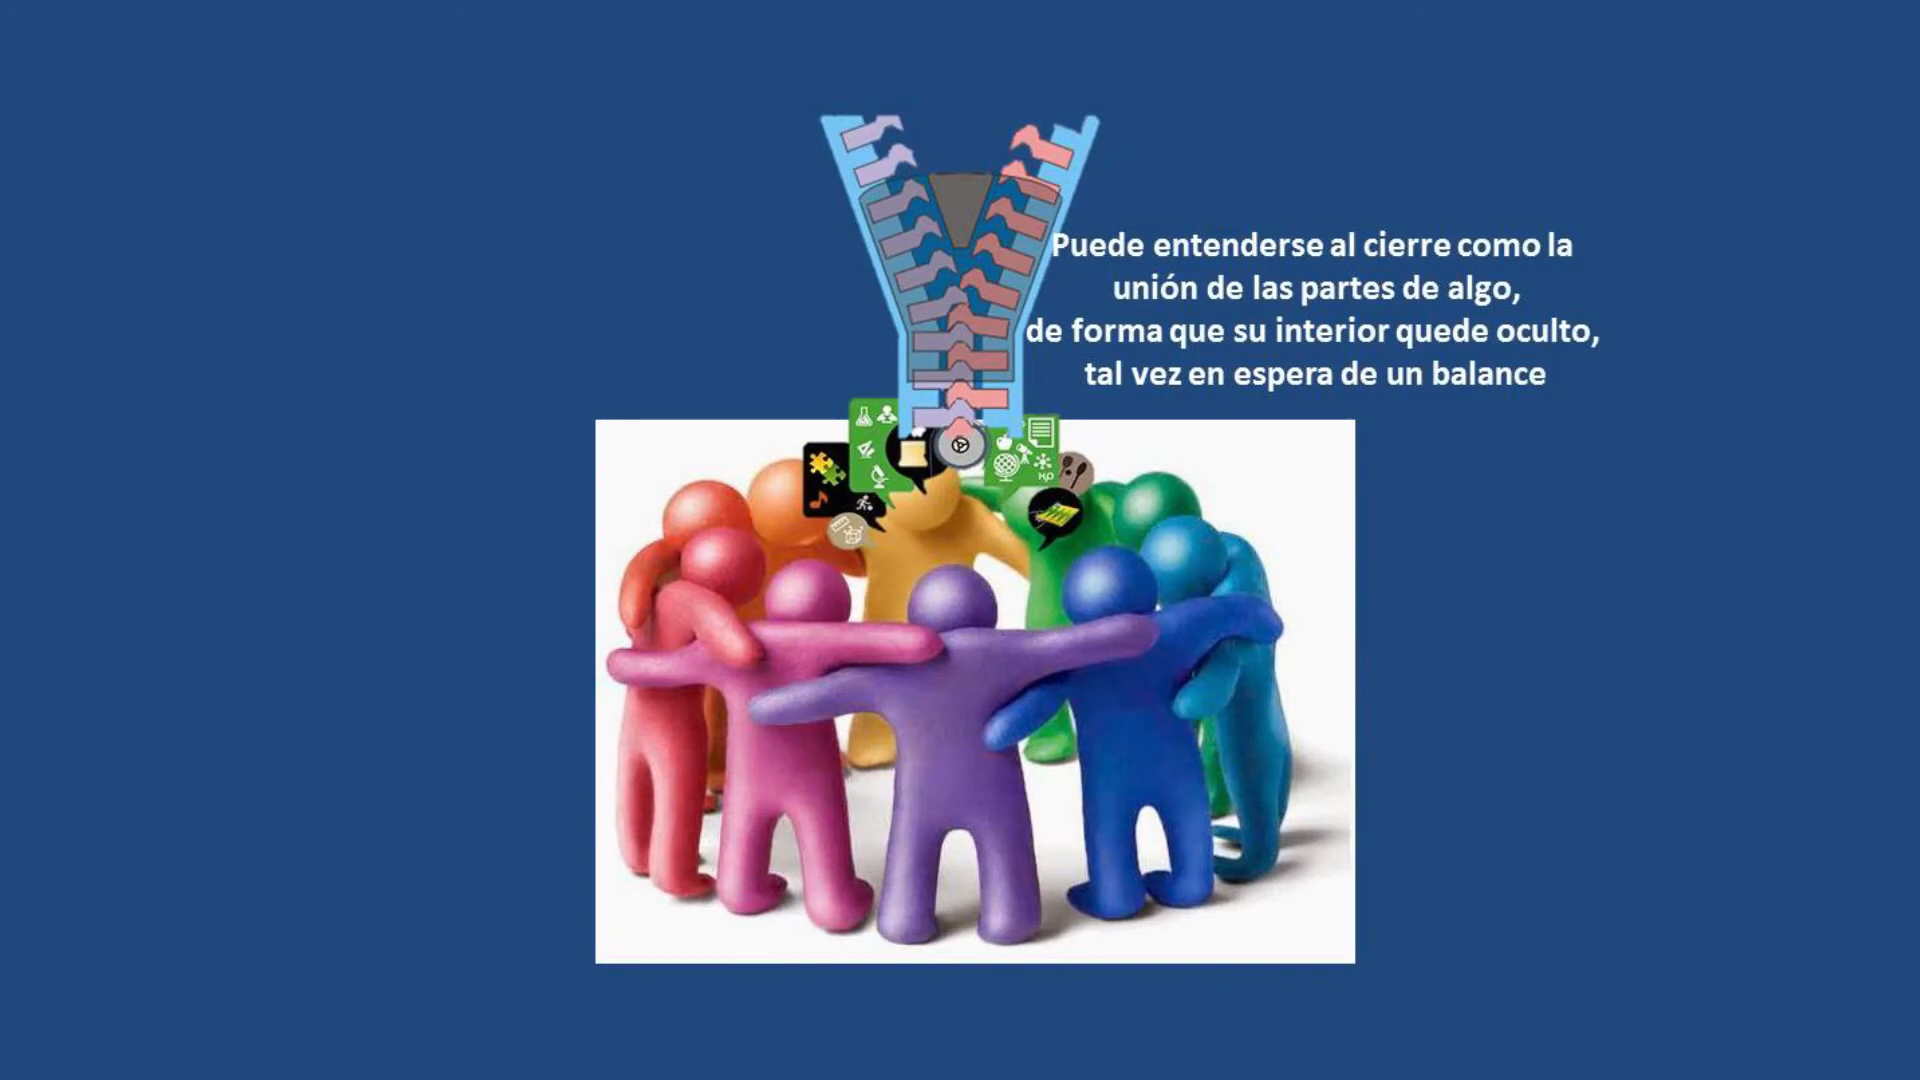 Puede entenderse al cierre como la
unión de las partes de algo,
de forma que su interior quede oculto,
tal vez en espera de un balance